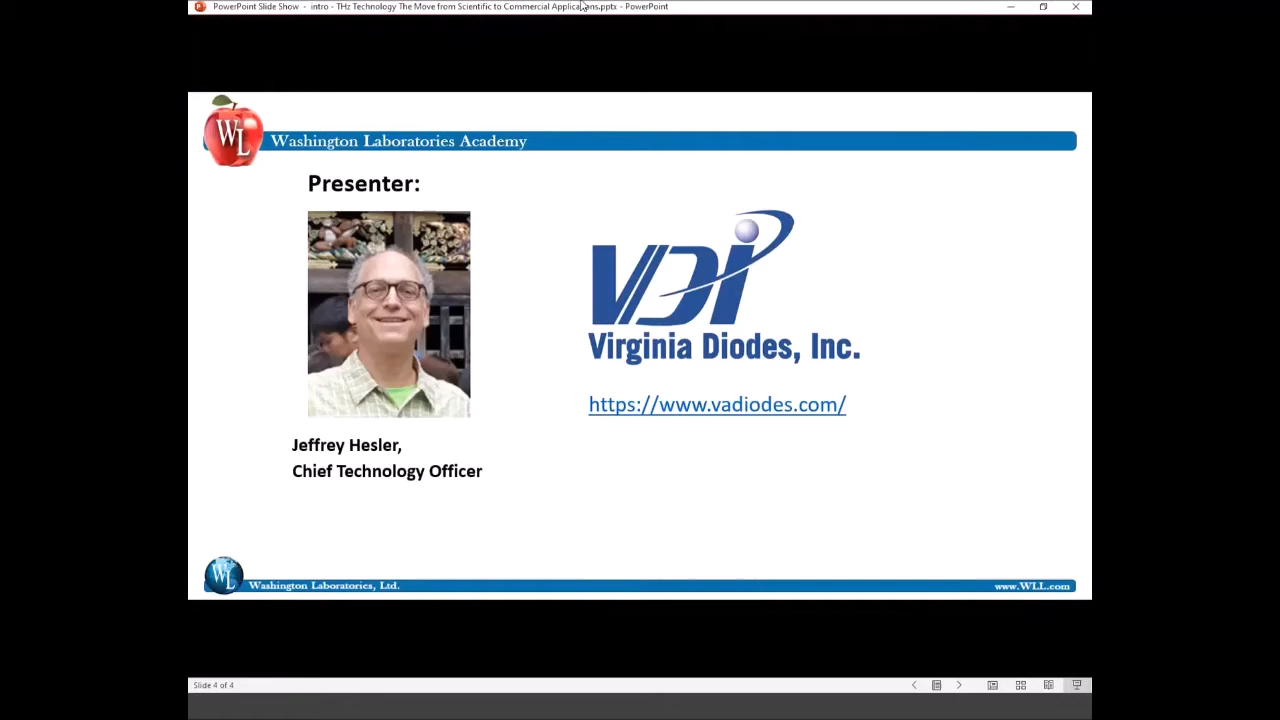 PowerPoint Slide Show - intro - THz Technology The Move from Scientific to Commercial Applications.pptx - PowerPoint
WL
Washington Laboratories Academy
Presenter:
VDI
Virginia Diodes, Inc.
https://www.vadiodes.com/
Jeffrey Hesler,
Chief Technology Officer
WL
Washington Laboratories, Ltd.
www.WLL.com
Slide 4 of 4